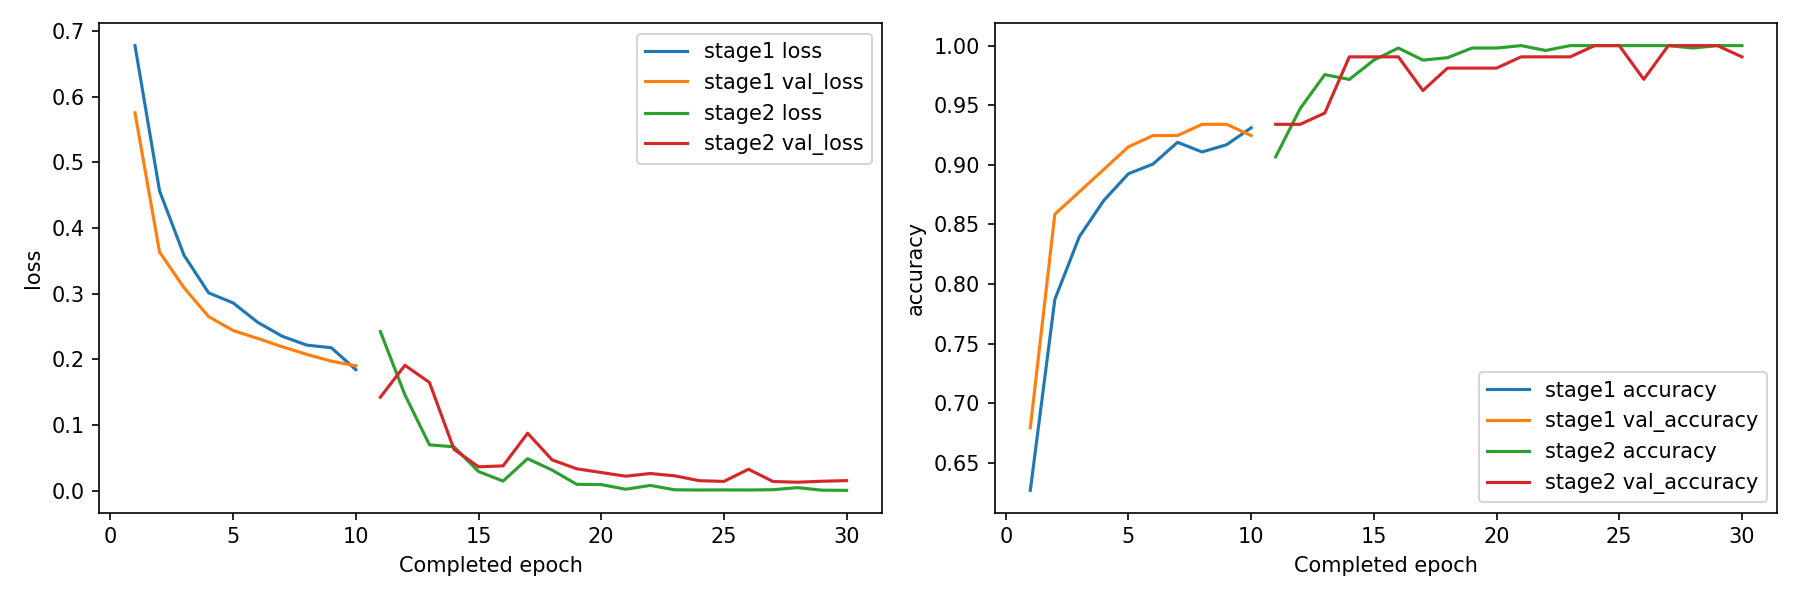 0.7
0.6
0.5
0.4
0.3
0.2
0.1
0.0
loss
stage1 loss
stage1 val_loss
stage2 loss
stage2 val_loss
0 5 10 15 20 25 30
Completed epoch
1.00
0.95
0.90
0.85
0.80
0.75
0.70
0.65
accuracy
stage1 accuracy
stage1 val_accuracy
stage2 accuracy
stage2 val_accuracy
0 5 10 15 20 25 30
Completed epoch